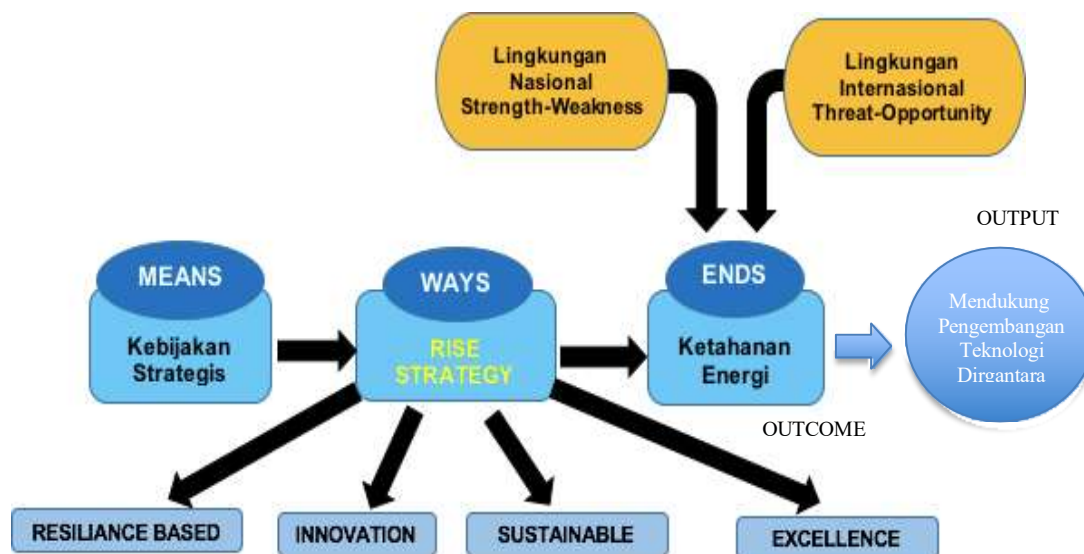 Lingkungan
Nasional
Strength-Weakness
Lingkungan
Internasional
Threat-Opportunity
OUTPUT
MEANS
Kebijakan
Strategis
WAYS
RISE
STRATEGY
ENDS
Ketahanan
Energi
Mendukung
Pengembangan
Teknologi
Dirgantara
OUTCOME
RESILIANCE BASED
INNOVATION
SUSTAINABLE
EXCELLENCE